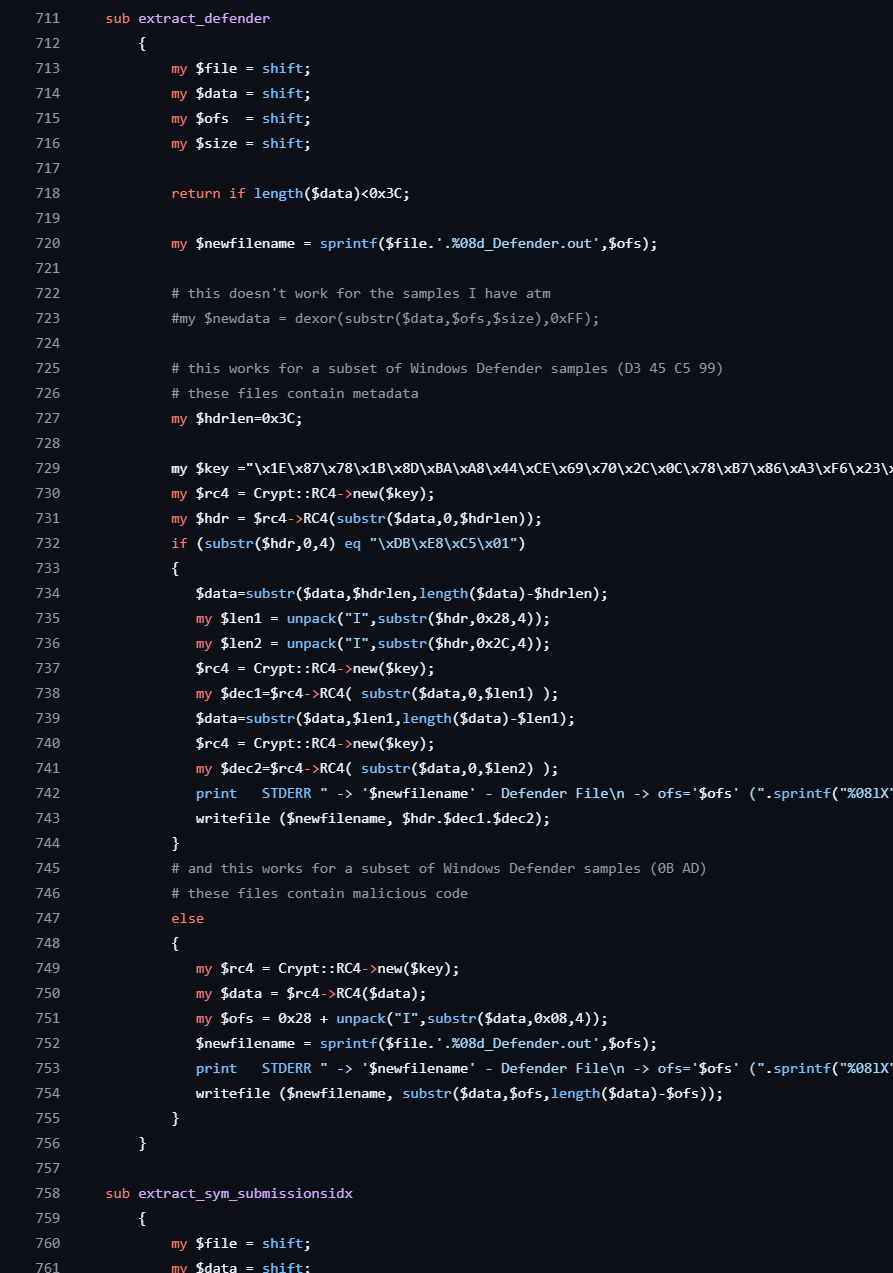 711 sub extract_defender
712 {
713 my $file = shift;
714 my $data = shift;
715 my $ofs  = shift;
716 my $size = shift;
717
718 return if length($data)<0x3C;
719
720 my $newfilename = sprintf($file.'.%08d_Defender.out',$ofs);
721
722 # this doesn't work for the samples I have atm
723 #my $newdata = dexor(substr($data,$ofs,$size),0xFF);
724
725 # this works for a subset of Windows Defender samples (D3 45 C5 99)
726 # these files contain metadata
727 my $hdrlen=0x3C;
728
729 my $key ="\x1E\x87\x78\x1B\x8D\xBA\xA8\x44\xCE\x69\x70\x2C\x0C\x78\xB7\x86\xA3\xF6\x23\
730 my $rc4 = Crypt::RC4->new($key);
731 my $hdr = $rc4->RC4(substr($data,0,$hdrlen));
732 if (substr($hdr,0,4) eq "\xDB\xE8\xC5\x01")
733 {
734 $data=substr($data,$hdrlen,length($data)-$hdrlen);
735 my $len1 = unpack("I",substr($hdr,0x28,4));
736 my $len2 = unpack("I",substr($hdr,0x2C,4));
737 $rc4 = Crypt::RC4->new($key);
738 my $dec1=$rc4->RC4( substr($data,0,$len1) );
739 $data=substr($data,$len1,length($data)-$len1);
740 $rc4 = Crypt::RC4->new($key);
741 my $dec2=$rc4->RC4( substr($data,0,$len2) );
742 print   STDERR " -> '$newfilename' - Defender File\n -> ofs='$ofs' (".sprintf("%08lX"
743 writefile ($newfilename, $hdr.$dec1.$dec2);
744 }
745 # and this works for a subset of Windows Defender samples (0B AD)
746 # these files contain malicious code
747 else
748 {
749 my $rc4 = Crypt::RC4->new($key);
750 my $data = $rc4->RC4($data);
751 my $ofs = 0x28 + unpack("I",substr($data,0x08,4));
752 $newfilename = sprintf($file.'.%08d_Defender.out',$ofs);
753 print   STDERR " -> '$newfilename' - Defender File\n -> ofs='$ofs' (".sprintf("%08lX"
754 writefile ($newfilename, substr($data,$ofs,length($data)-$ofs));
755 }
756 }
757
758 sub extract_sym_submissionsidx
759 {
760 my $file = shift;
761 my $data = shift;